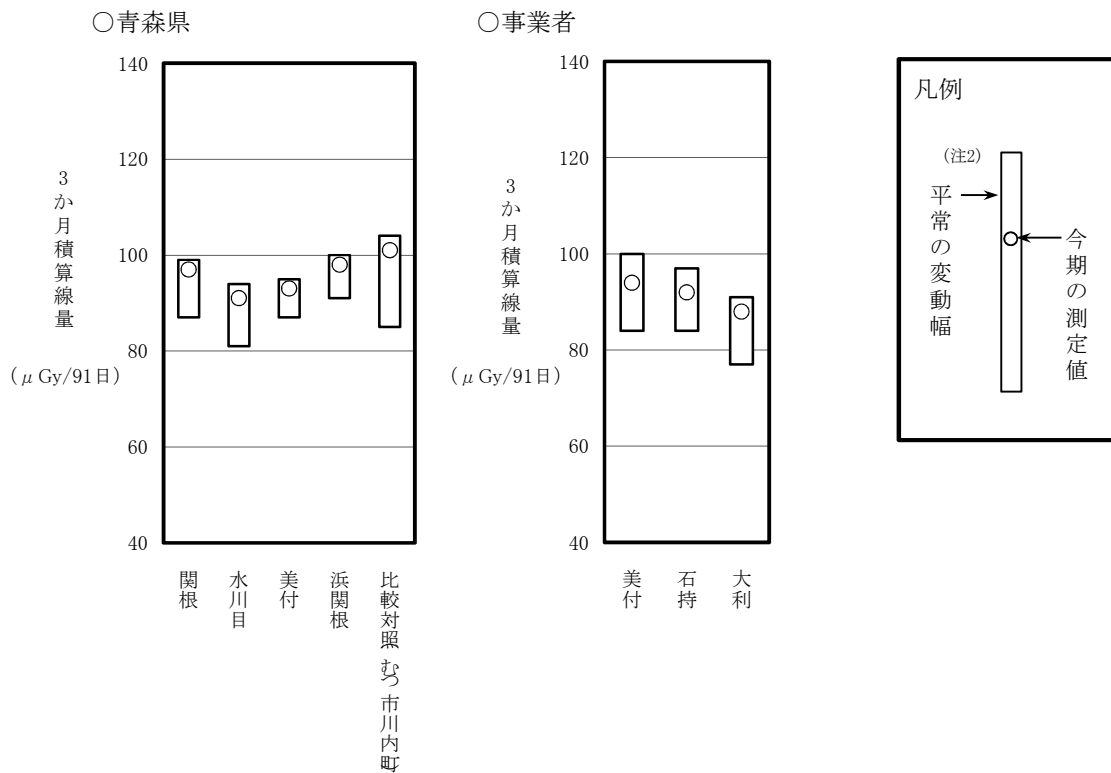 ○青森県
140
120
100
80
60
40
3か月積算線量
(μGy/91日)
関根
水川目
美付
浜関根
比較対照 むつ市川内町
○事業者
140
120
100
80
60
40
3か月積算線量
(μGy/91日)
美付
石持
大利
凡例
(注2)
平常の変動幅
今期の測定値